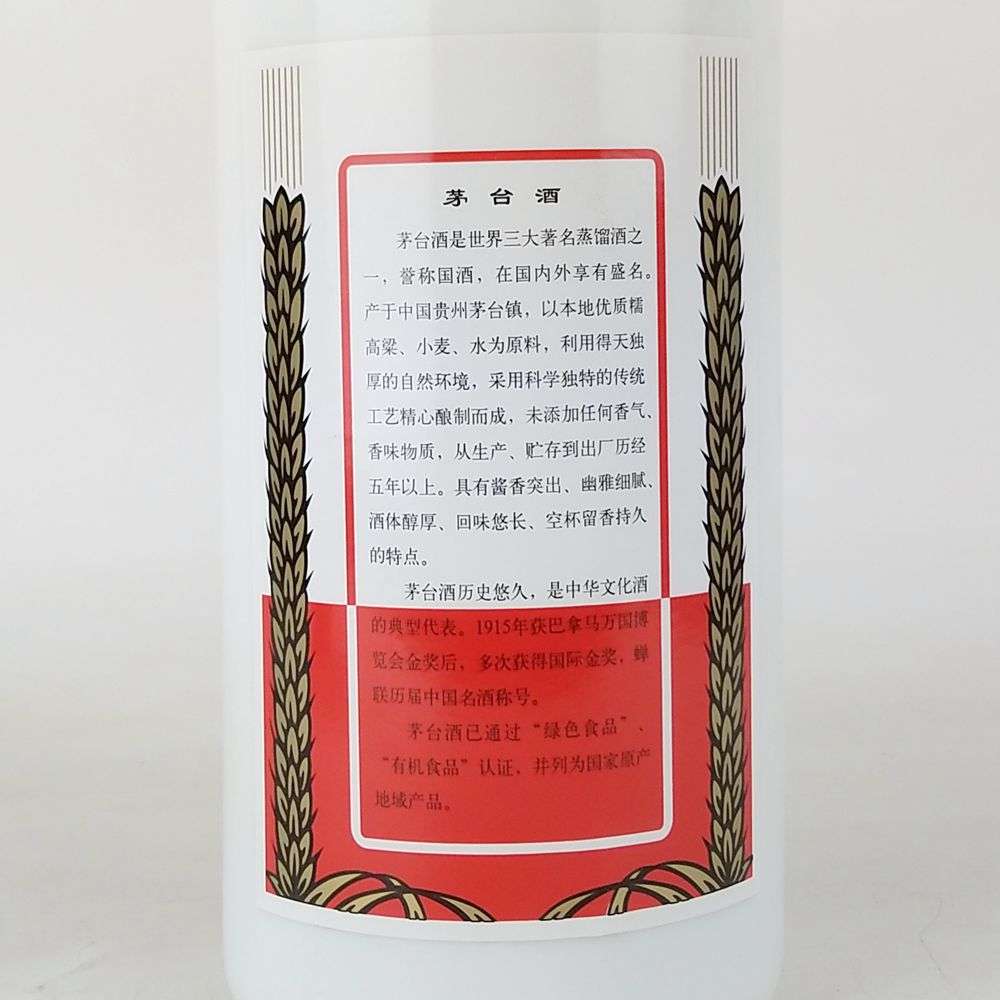 茅台酒
茅台酒是世界三大著名蒸馏酒之
一，誉称国酒，在国内外享有盛名。
产于中国贵州茅台镇，以本地优质糯
高粱、小麦、水为原料，利用得天独
厚的自然环境，采用科学独特的传统
工艺精心酿制而成，未添加任何香气、
香味物质，从生产、贮存到出厂历经
五年以上。具有酱香突出、幽雅细腻、
酒体醇厚、回味悠长、空杯留香持久
的特点。
茅台酒历史悠久，是中华文化酒
的典型代表。1915年获巴拿马万国博
览会金奖后，多次获得国际金奖，蝉
联历届中国名酒称号。
茅台酒已通过“绿色食品”、
“有机食品”认证，并列为国家原产
地域产品。